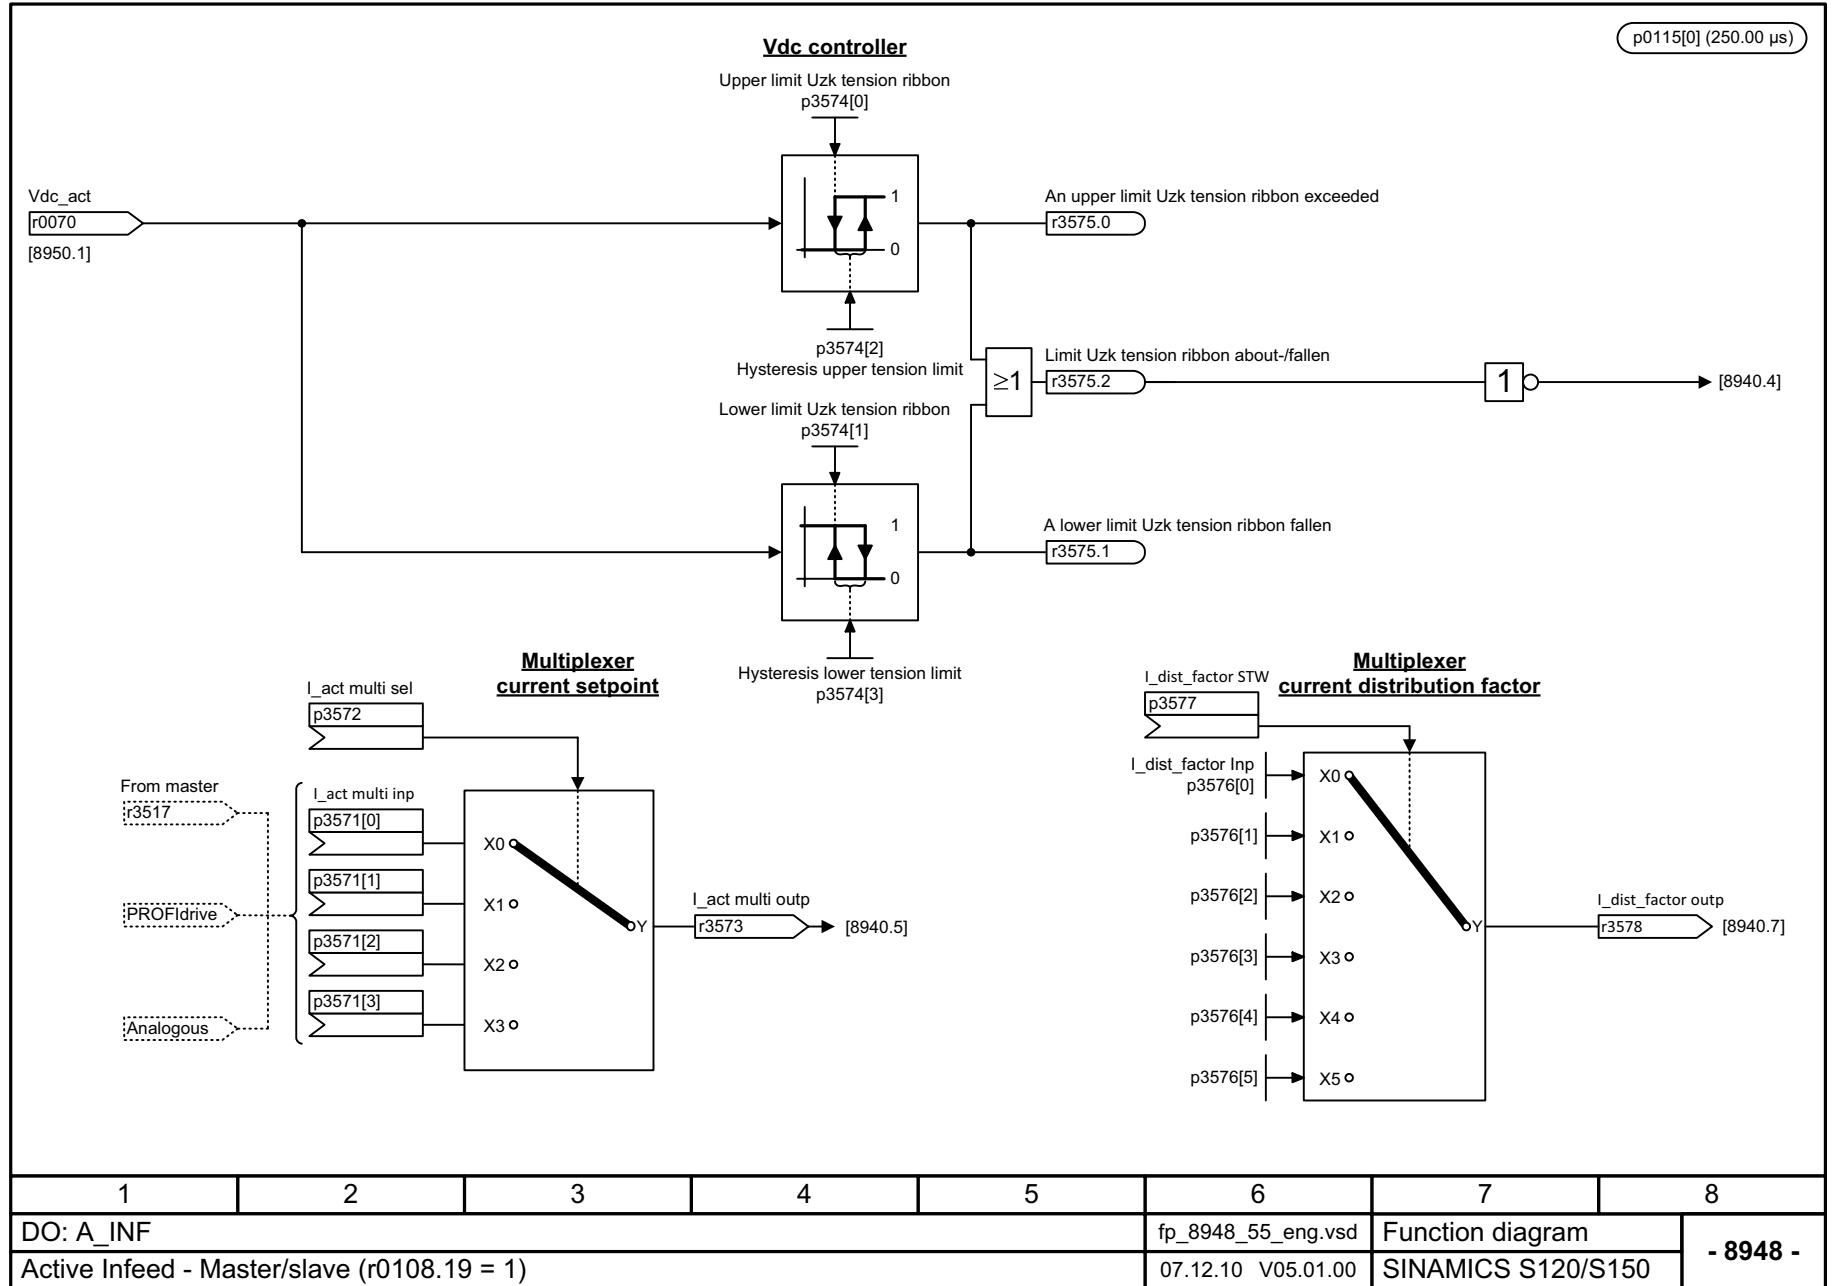 p0115[0] (250.00 µs)
Vdc controller
Upper limit Uzk tension ribbon
p3574[0]
Vdc_act
r0070
[8950.1]
1
0
An upper limit Uzk tension ribbon exceeded
r3575.0
p3574[2]
Hysteresis upper tension limit
≥1
Limit Uzk tension ribbon about-/fallen
r3575.2
1
[8940.4]
Lower limit Uzk tension ribbon
p3574[1]
1
0
A lower limit Uzk tension ribbon fallen
r3575.1
Hysteresis lower tension limit
p3574[3]
Multiplexer
current setpoint
I_act multi sel
p3572
From master
r3517
PROFIdrive
Analogous
I_act multi inp
p3571[0]
p3571[1]
p3571[2]
p3571[3]
X0
X1
X2
X3
Y
I_act multi outp
r3573
[8940.5]
Multiplexer
current distribution factor
I_dist_factor STW
p3577
I_dist_factor Inp
p3576[0]
p3576[1]
p3576[2]
p3576[3]
p3576[4]
p3576[5]
X0
X1
X2
X3
X4
X5
Y
I_dist_factor outp
r3578
[8940.7]
1 2 3 4 5 6 7 8
DO: A_INF
fp_8948_55_eng.vsd
Function diagram
- 8948 -
Active Infeed - Master/slave (r0108.19 = 1)
07.12.10 V05.01.00
SINAMICS S120/S150